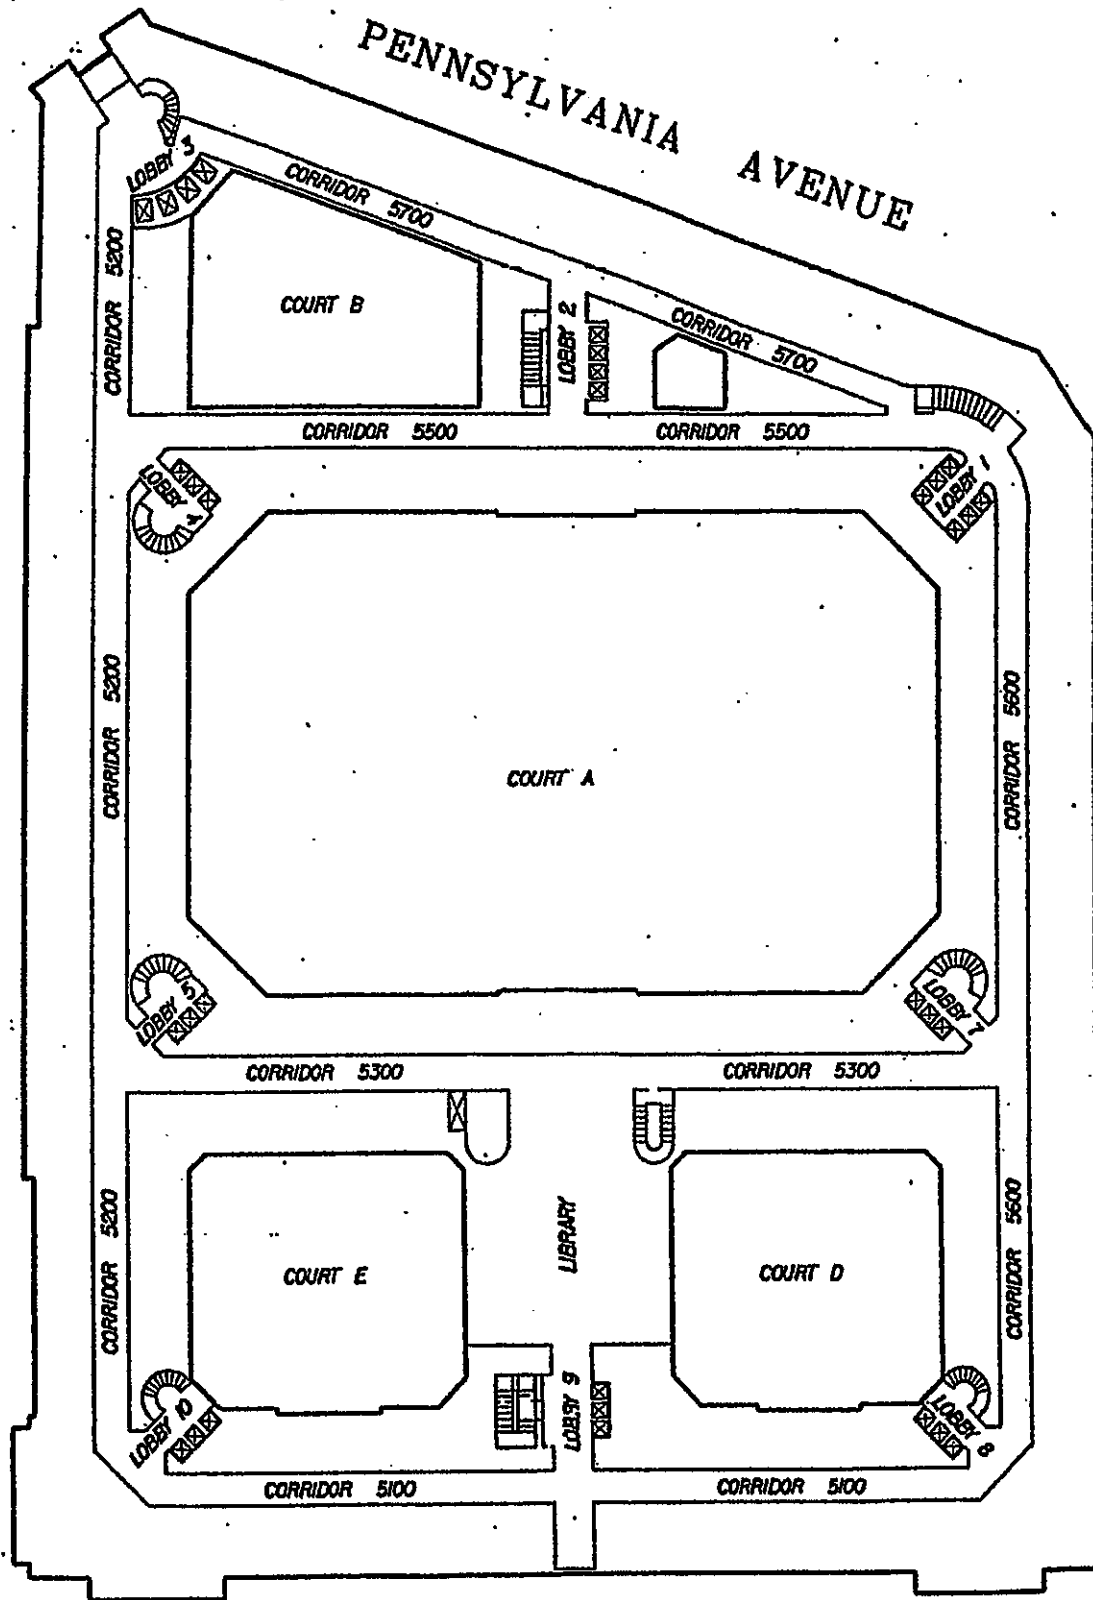 PENNSYLVANIA AVENUE
LOBBY 3
CORRIDOR 5700
CORRIDOR 5200
COURT B
LOBBY 2
CORRIDOR 5700
CORRIDOR 5500
CORRIDOR 5500
LOBBY 4
LOBBY 1
CORRIDOR 5200
CORRIDOR 5600
COURT A
LOBBY 5
LOBBY 7
CORRIDOR 5300
CORRIDOR 5300
CORRIDOR 5200
LIBRARY
CORRIDOR 5600
COURT E
COURT D
LOBBY 10
LOBBY 9
LOBBY 8
CORRIDOR 5100
CORRIDOR 5100